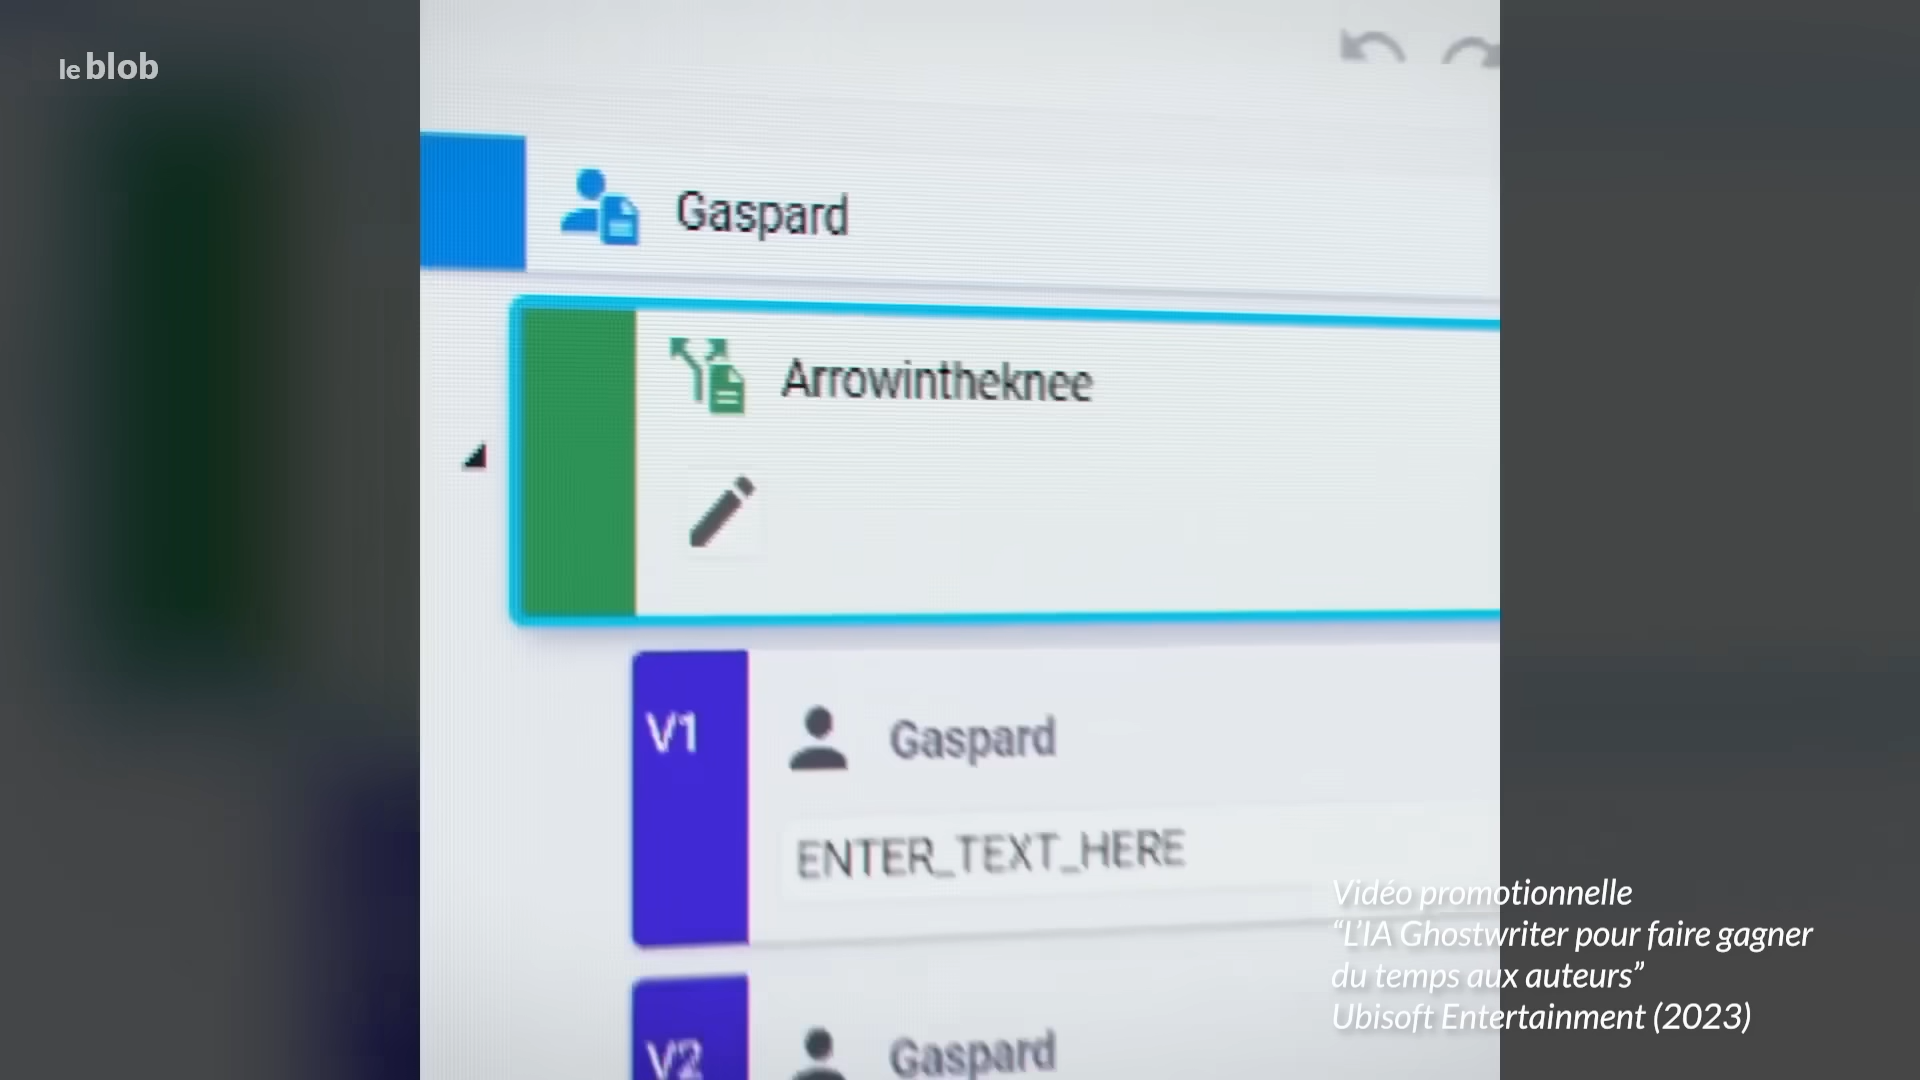 le blob
Gaspard
Arrowintheknee
V1
Gaspard
ENTER_TEXT_HERE
V2
Gaspard
Vidéo promotionnelle
“L’IA Ghostwriter pour faire gagner
du temps aux auteurs”
Ubisoft Entertainment (2023)